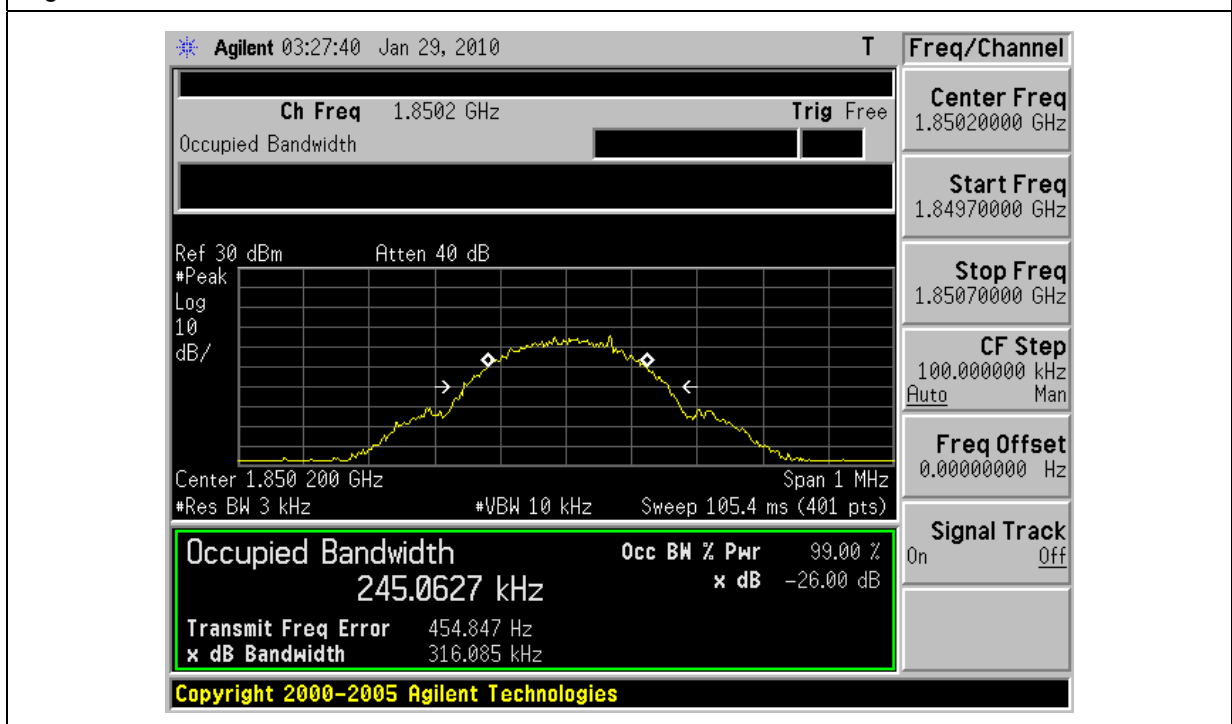 Agilent 03:27:40 Jan 29, 2010 T Freq/Channel
Ch Freq 1.8502 GHz Trig Free
Occupied Bandwidth
Center Freq
1.85020000 GHz
Start Freq
1.84970000 GHz
Stop Freq
1.85070000 GHz
CF Step
100.000000 kHz
Auto Man
Freq Offset
0.00000000 Hz
Signal Track
On Off
Ref 30 dBm Atten 40 dB
#Peak
Log
10
dB/
Center 1.850 200 GHz Span 1 MHz
#Res BW 3 kHz #VBW 10 kHz Sweep 105.4 ms (401 pts)
Occupied Bandwidth Occ BW % Pwr 99.00 %
245.0627 kHz x dB -26.00 dB
Transmit Freq Error 454.847 Hz
x dB Bandwidth 316.085 kHz
Copyright 2000-2005 Agilent Technologies